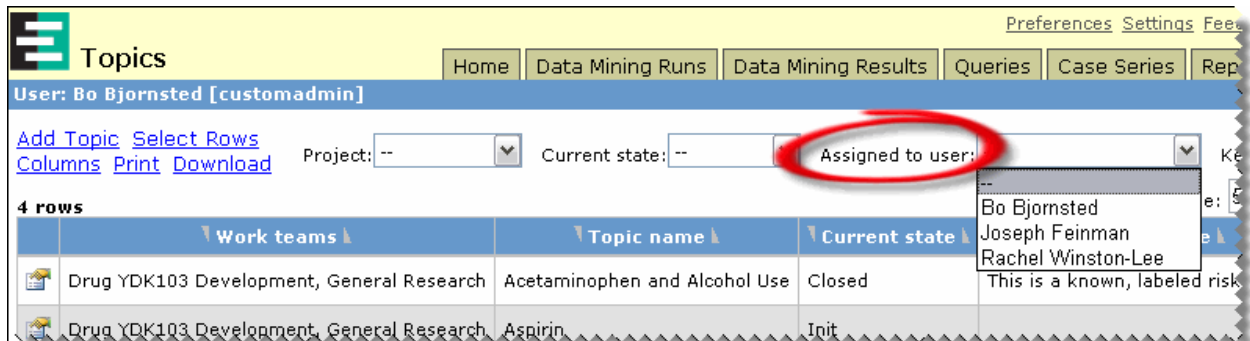 Preferences Settings
Topics
Home Data Mining Runs Data Mining Results Queries Case Series
User: Bo Bjornsted [customadmin]
Add Topic Select Rows
Columns Print Download
Project: -- Current state: -- Assigned to user:
--
Bo Bjornsted
Joseph Feinman
Rachel Winston-Lee
4 rows
Work teams Topic name Current state
Drug YDK103 Development, General Research Acetaminophen and Alcohol Use Closed This is a known, labeled risk
Drug YDK103 Development, General Research Aspirin Init